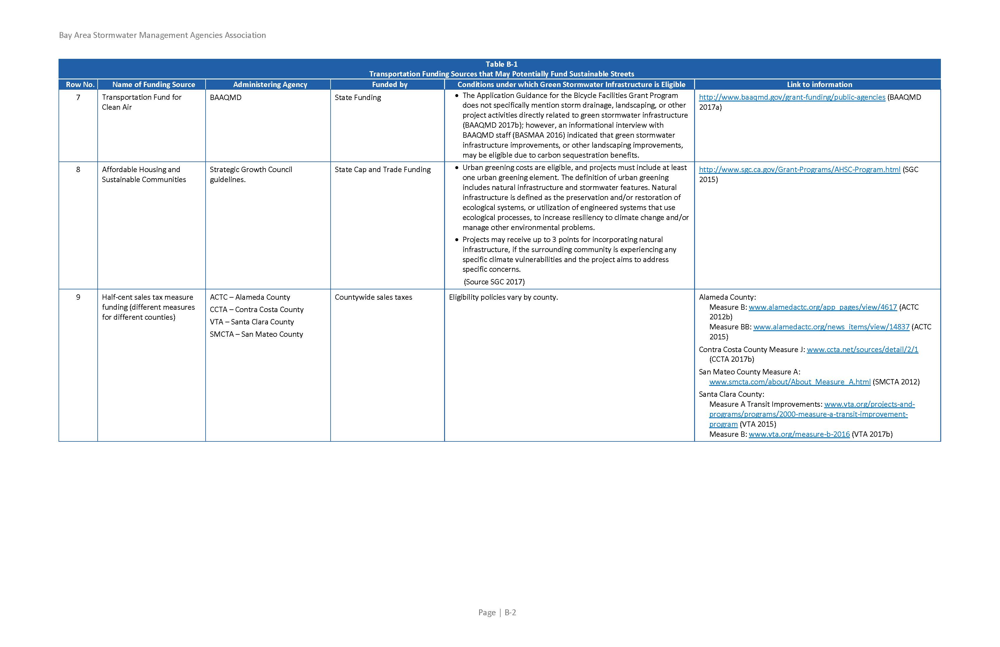 Bay Area Stormwater Management Agencies Association
Table B-1
Transportation Funding Sources that May Potentially Fund Sustainable Streets
Row No. Name of Funding Source Administering Agency Funded by Conditions under which Green Stormwater Infrastructure is Eligible Link to information
7
Transportation Fund for
Clean Air
BAAQMD
State Funding
• The Application Guidance for the Bicycle Facilities Grant Program
does not specifically mention storm drainage, landscaping, or other
project activities directly related to green stormwater infrastructure
(BAAQMD 2017b); however, an informational interview with
BAAQMD staff (BASMAA 2016) indicated that green stormwater
infrastructure improvements, or other landscaping improvements,
may be eligible due to carbon sequestration benefits.
http://www.baaqmd.gov/grant-funding/public-agencies (BAAQMD
2017a)
8
Affordable Housing and
Sustainable Communities
Strategic Growth Council
guidelines.
State Cap and Trade Funding
• Urban greening costs are eligible, and projects must include at least
one urban greening element. The definition of urban greening
includes natural infrastructure and stormwater features. Natural
infrastructure is defined as the preservation and/or restoration of
ecological systems, or utilization of engineered systems that use
ecological processes, to increase resiliency to climate change and/or
manage other environmental problems.
• Projects may receive up to 3 points for incorporating natural
infrastructure, if the surrounding community is experiencing any
specific climate vulnerabilities and the project aims to address
specific concerns.
(Source SGC 2017)
http://www.sgc.ca.gov/Grant-Programs/AHSC-Program.html (SGC
2015)
9
Half-cent sales tax measure
funding (different measures
for different counties)
ACTC – Alameda County
CCTA – Contra Costa County
VTA – Santa Clara County
SMCTA – San Mateo County
Countywide sales taxes
Eligibility policies vary by county.
Alameda County:
Measure B: www.alamedactc.org/app_pages/view/4617 (ACTC
2012b)
Measure BB: www.alamedactc.org/news_items/view/14837 (ACTC
2015)
Contra Costa County Measure J: www.ccta.net/sources/detail/2/1
(CCTA 2017b)
San Mateo County Measure A:
www.smcta.com/about/About_Measure_A.html (SMCTA 2012)
Santa Clara County:
Measure A Transit Improvements: www.vta.org/projects-and-
programs/programs/2000-measure-a-transit-improvement-
program (VTA 2015)
Measure B: www.vta.org/measure-b-2016 (VTA 2017b)
Page | B-2